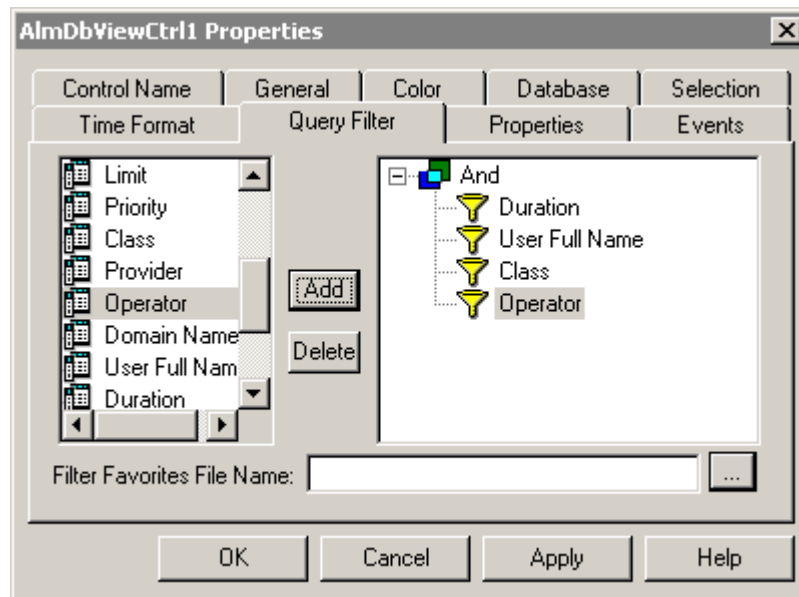 AlmDbViewCtrl1 Properties
Control Name General Color Database Selection
Time Format Query Filter Properties Events
Limit
Priority
Class
Provider
Operator
Domain Name
User Full Nam
Duration
Add
Delete
And
Duration
User Full Name
Class
Operator
Filter Favorites File Name:
...
OK Cancel Apply Help